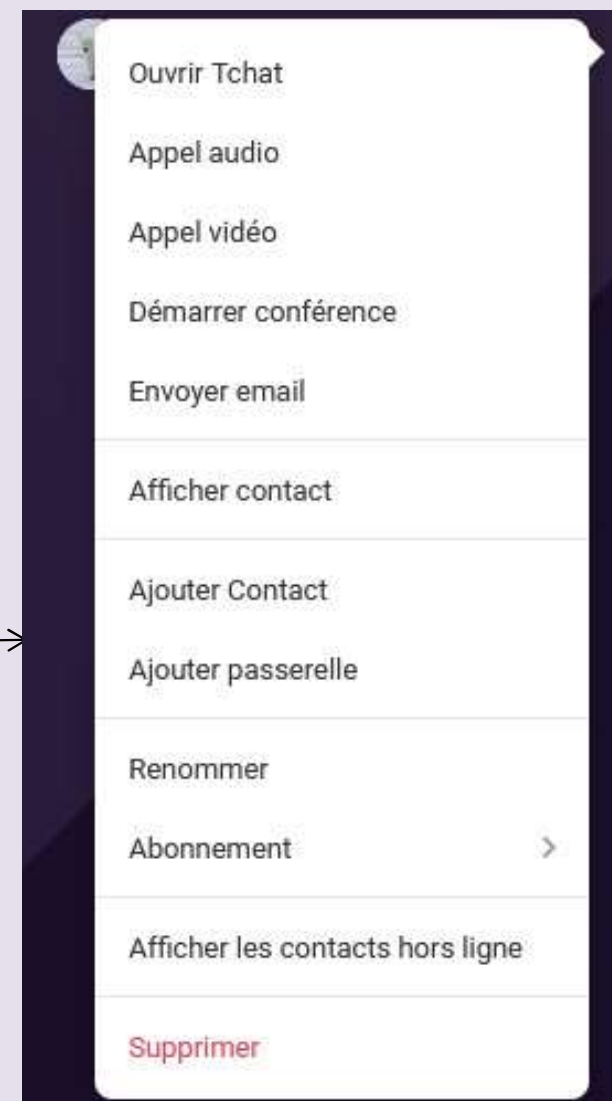 Ouvrir Tchat
Appel audio
Appel vidéo
Démarrer conférence
Envoyer email
Afficher contact
Ajouter Contact
Ajouter passerelle
Renommer
Abonnement
Afficher les contacts hors ligne
Supprimer